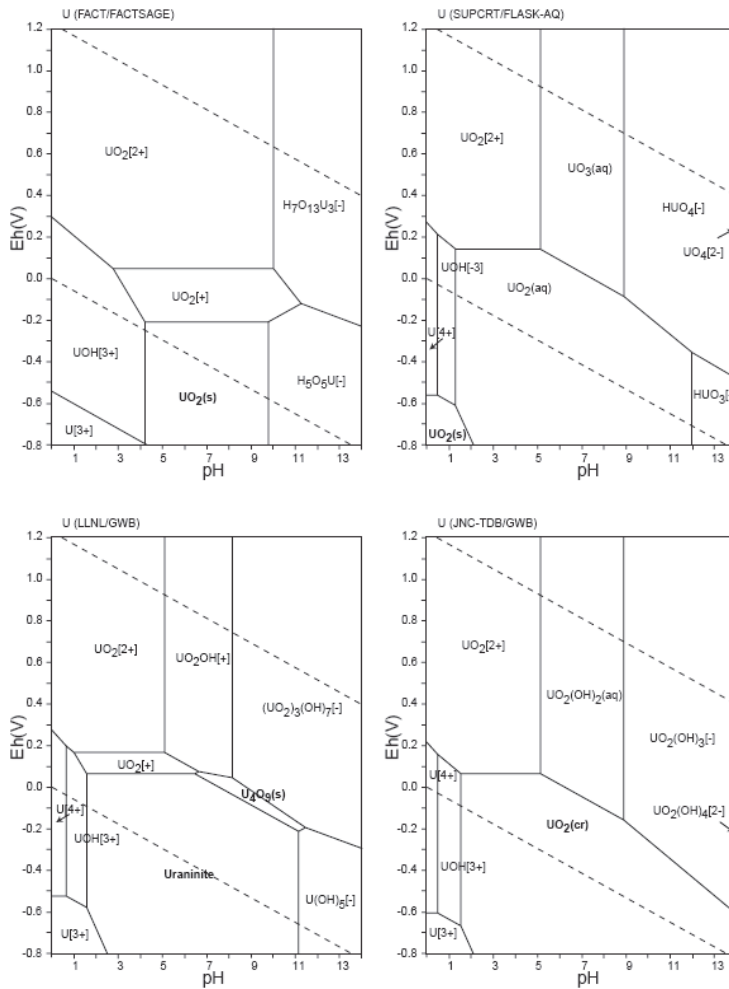 U (FACT/FACTSAGE)
1.2
1.0
0.8
0.6
0.4
0.2
0.0
-0.2
-0.4
-0.6
-0.8
Eh(V)
UO2[2+]
H7O13U3[-]
UO2[+]
UOH[3+]
UO2(s)
H5O5U[-]
U[3+]
1 3 5 7 9 11 13
pH
U (SUPCRT/FLASK-AQ)
1.2
1.0
0.8
0.6
0.4
0.2
0.0
-0.2
-0.4
-0.6
-0.8
Eh(V)
UO2[2+]
UO3(aq)
HUO4[-]
UO4[2-]
UOH[-3]
UO2(aq)
U[4+]
HUO3[
UO2(s)
1 3 5 7 9 11 13
pH
U (LLNL/GWB)
1.2
1.0
0.8
0.6
0.4
0.2
0.0
-0.2
-0.4
-0.6
-0.8
Eh(V)
UO2[2+]
UO2OH[+]
(UO2)3(OH)7[-]
UO2[+]
U4O9(s)
U[4+]
UOH[3+]
Uraninite
U(OH)5[-]
U[3+]
1 3 5 7 9 11 13
pH
U (JNC-TDB/GWB)
1.2
1.0
0.8
0.6
0.4
0.2
0.0
-0.2
-0.4
-0.6
-0.8
Eh(V)
UO2[2+]
UO2(OH)2(aq)
UO2(OH)3[-]
U[4+]
UO2(OH)4[2-]
UO2(cr)
UOH[3+]
U[3+]
1 3 5 7 9 11 13
pH